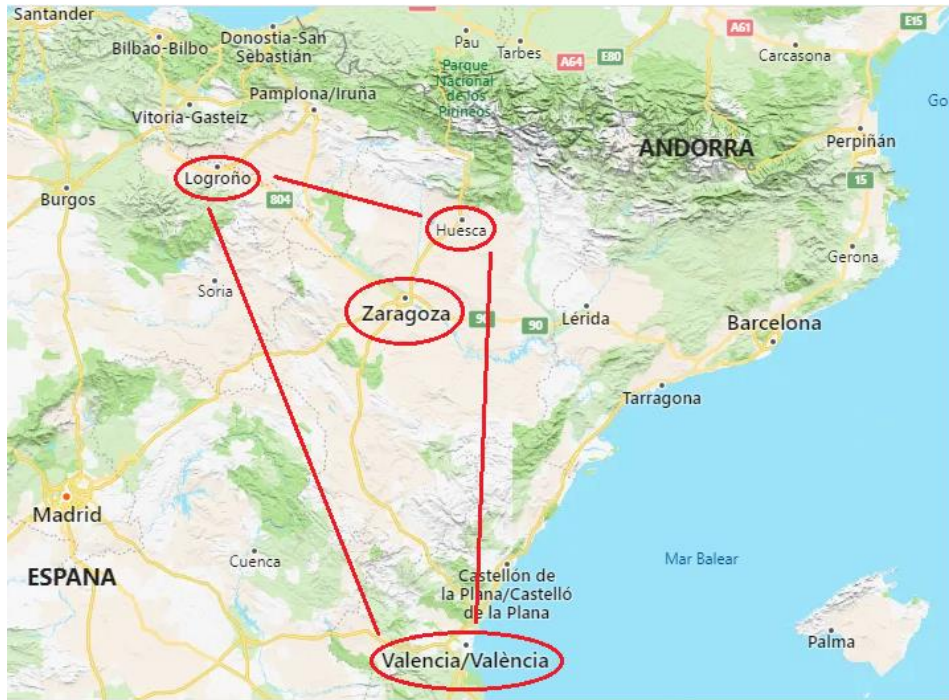 Santander
Bilbao-Bilbo
Donostia-San
Sebastián
Pau
Tarbes
A64
E80
A61
Carcasona
E15
Parque
Nacional
de los
Pirineos
Go
Vitoria-Gasteiz
Pamplona/Iruña
ANDORRA
Perpiñán
Burgos
Logroño
804
15
Huesca
Gerona
Soria
Zaragoza
90
90
Lérida
Barcelona
Tarragona
Madrid
Cuenca
ESPANA
Castellón de
la Plana/Castelló
de la Plana
Mar Balear
Palma
Valencia/València